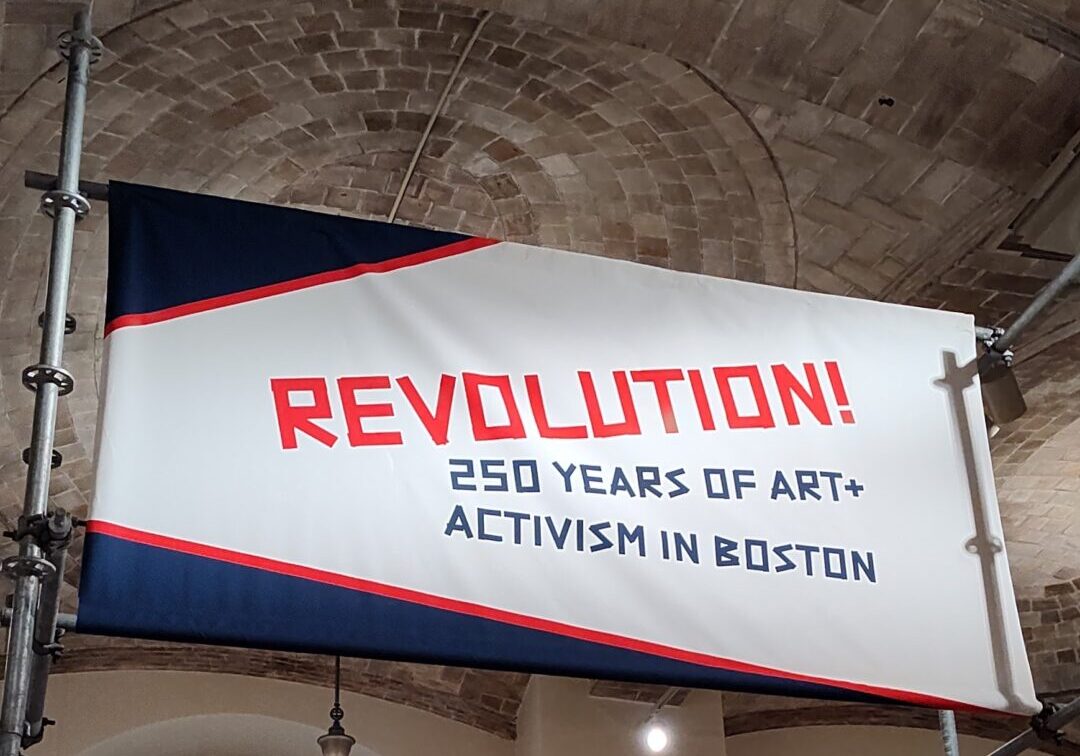 REVOLUTION!
250 YEARS OF ART+
ACTIVISM IN BOSTON